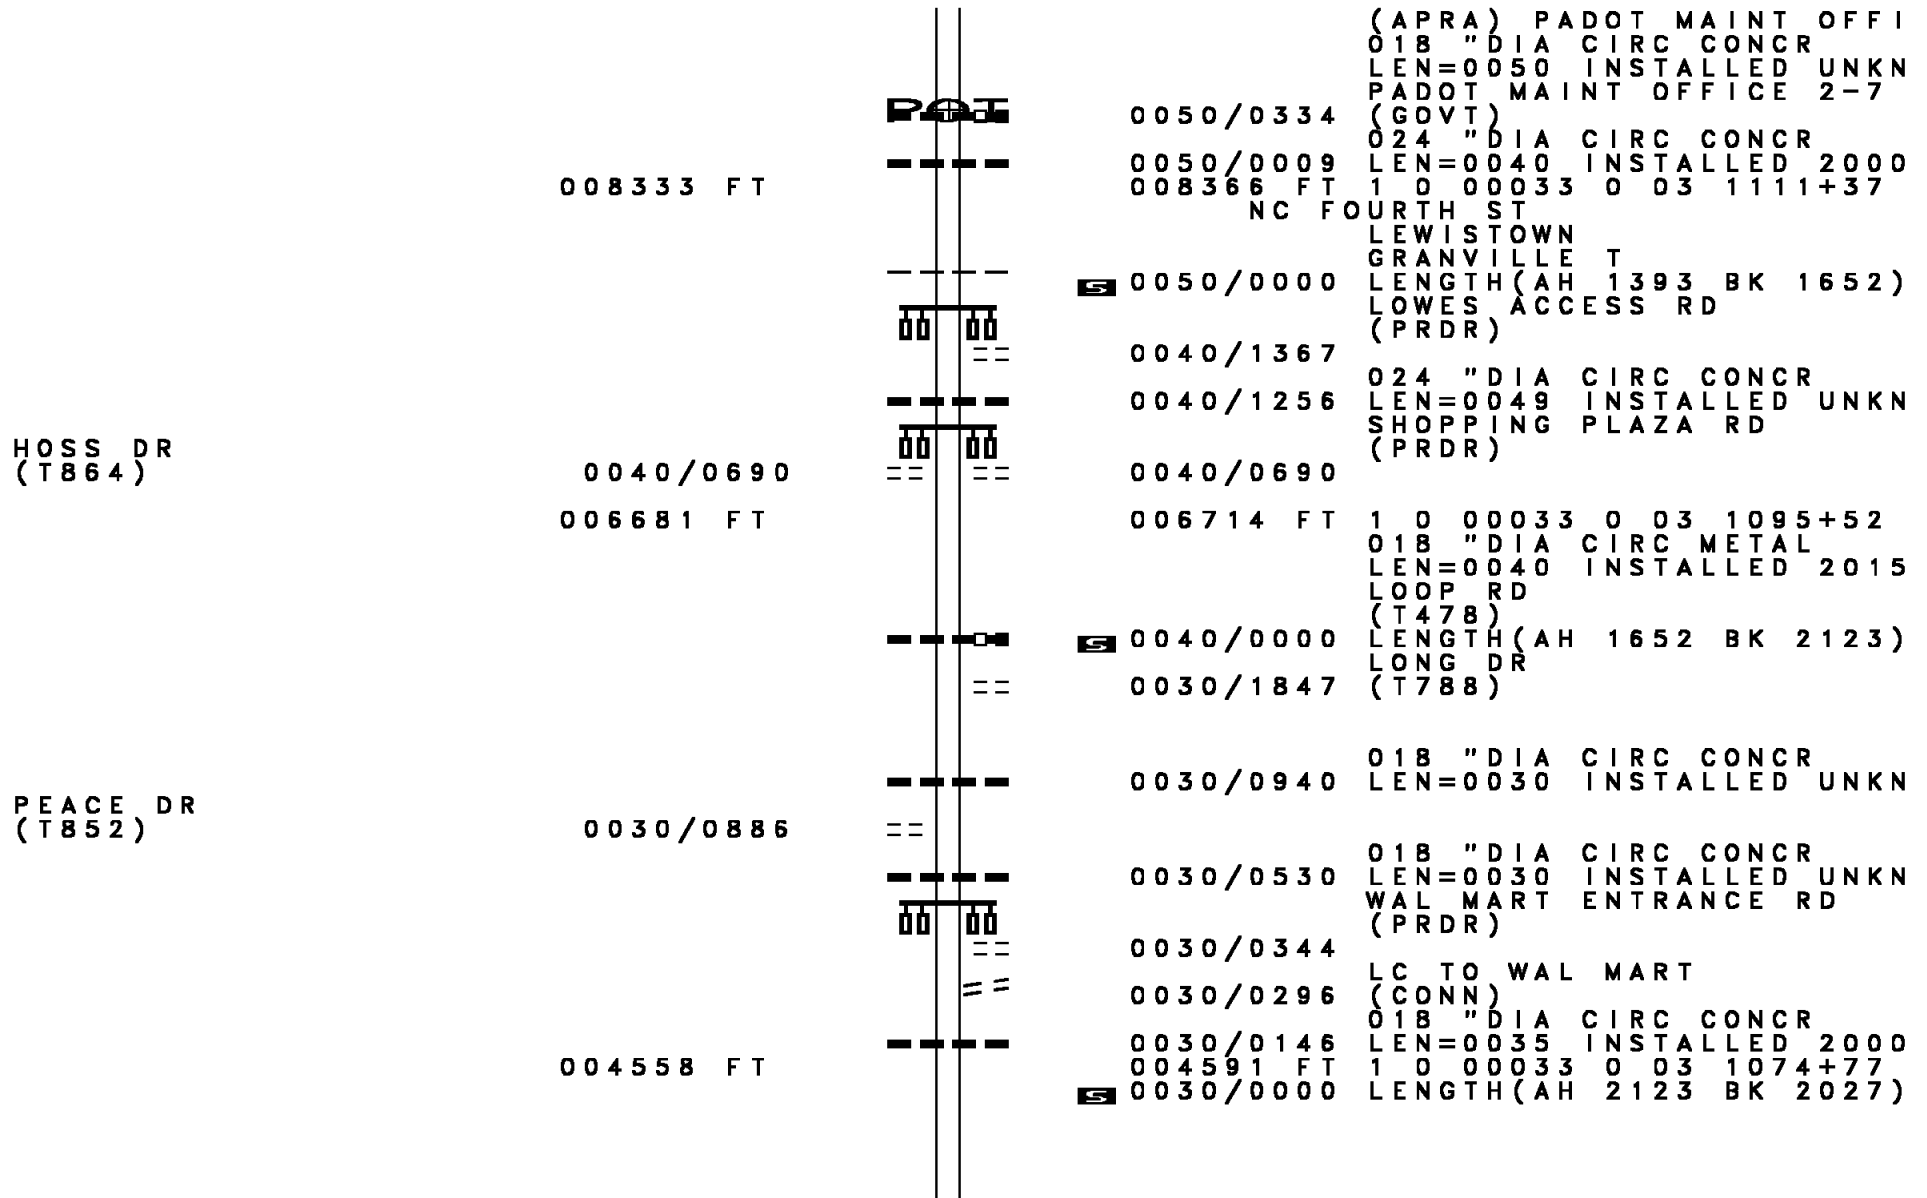 (APRA) PADOT MAINT OFFI
018 "DIA CIRC CONCR
LEN=0050 INSTALLED UNKN
PADOT MAINT OFFICE 2-7
POT
0050/0334 (GOVT)
024 "DIA CIRC CONCR
0050/0009 LEN=0040 INSTALLED 2000
008333 FT 008366 FT 1 0 00033 0 03 1111+37
NC FOURTH ST
LEWISTOWN
GRANVILLE T
S 0050/0000 LENGTH(AH 1393 BK 1652)
LOWES ACCESS RD
(PRDR)
0040/1367
024 "DIA CIRC CONCR
0040/1256 LEN=0049 INSTALLED UNKN
SHOPPING PLAZA RD
HOSS DR (PRDR)
(T864) 0040/0690 0040/0690
006681 FT 006714 FT 1 0 00033 0 03 1095+52
018 "DIA CIRC METAL
LEN=0040 INSTALLED 2015
LOOP RD
(T478)
S 0040/0000 LENGTH(AH 1652 BK 2123)
LONG DR
0030/1847 (T788)
018 "DIA CIRC CONCR
0030/0940 LEN=0030 INSTALLED UNKN
PEACE DR
(T852) 0030/0886
018 "DIA CIRC CONCR
0030/0530 LEN=0030 INSTALLED UNKN
WAL MART ENTRANCE RD
(PRDR)
0030/0344
LC TO WAL MART
0030/0296 (CONN)
018 "DIA CIRC CONCR
0030/0146 LEN=0035 INSTALLED 2000
004558 FT 004591 FT 1 0 00033 0 03 1074+77
S 0030/0000 LENGTH(AH 2123 BK 2027)